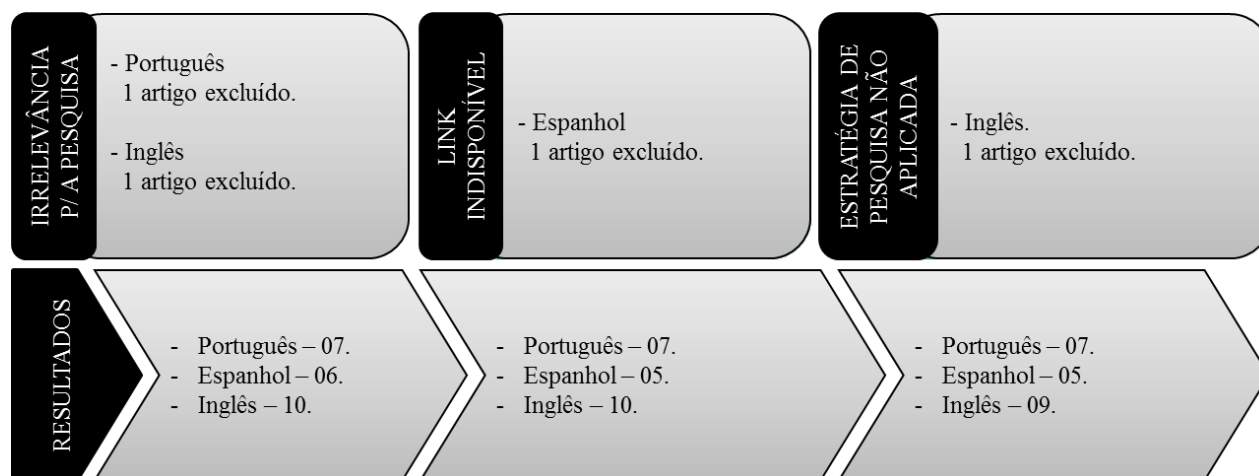 IRRELEVÂNCIA
P/ A PESQUISA
- Português
1 artigo excluído.
- Inglês
1 artigo excluído.
LINK
INDISPONÍVEL
- Espanhol
1 artigo excluído.
ESTRATÉGIA DE
PESQUISA NÃO
APLICADA
- Inglês.
1 artigo excluído.
RESULTADOS
- Português – 07.
- Espanhol – 06.
- Inglês – 10.
- Português – 07.
- Espanhol – 05.
- Inglês – 10.
- Português – 07.
- Espanhol – 05.
- Inglês – 09.